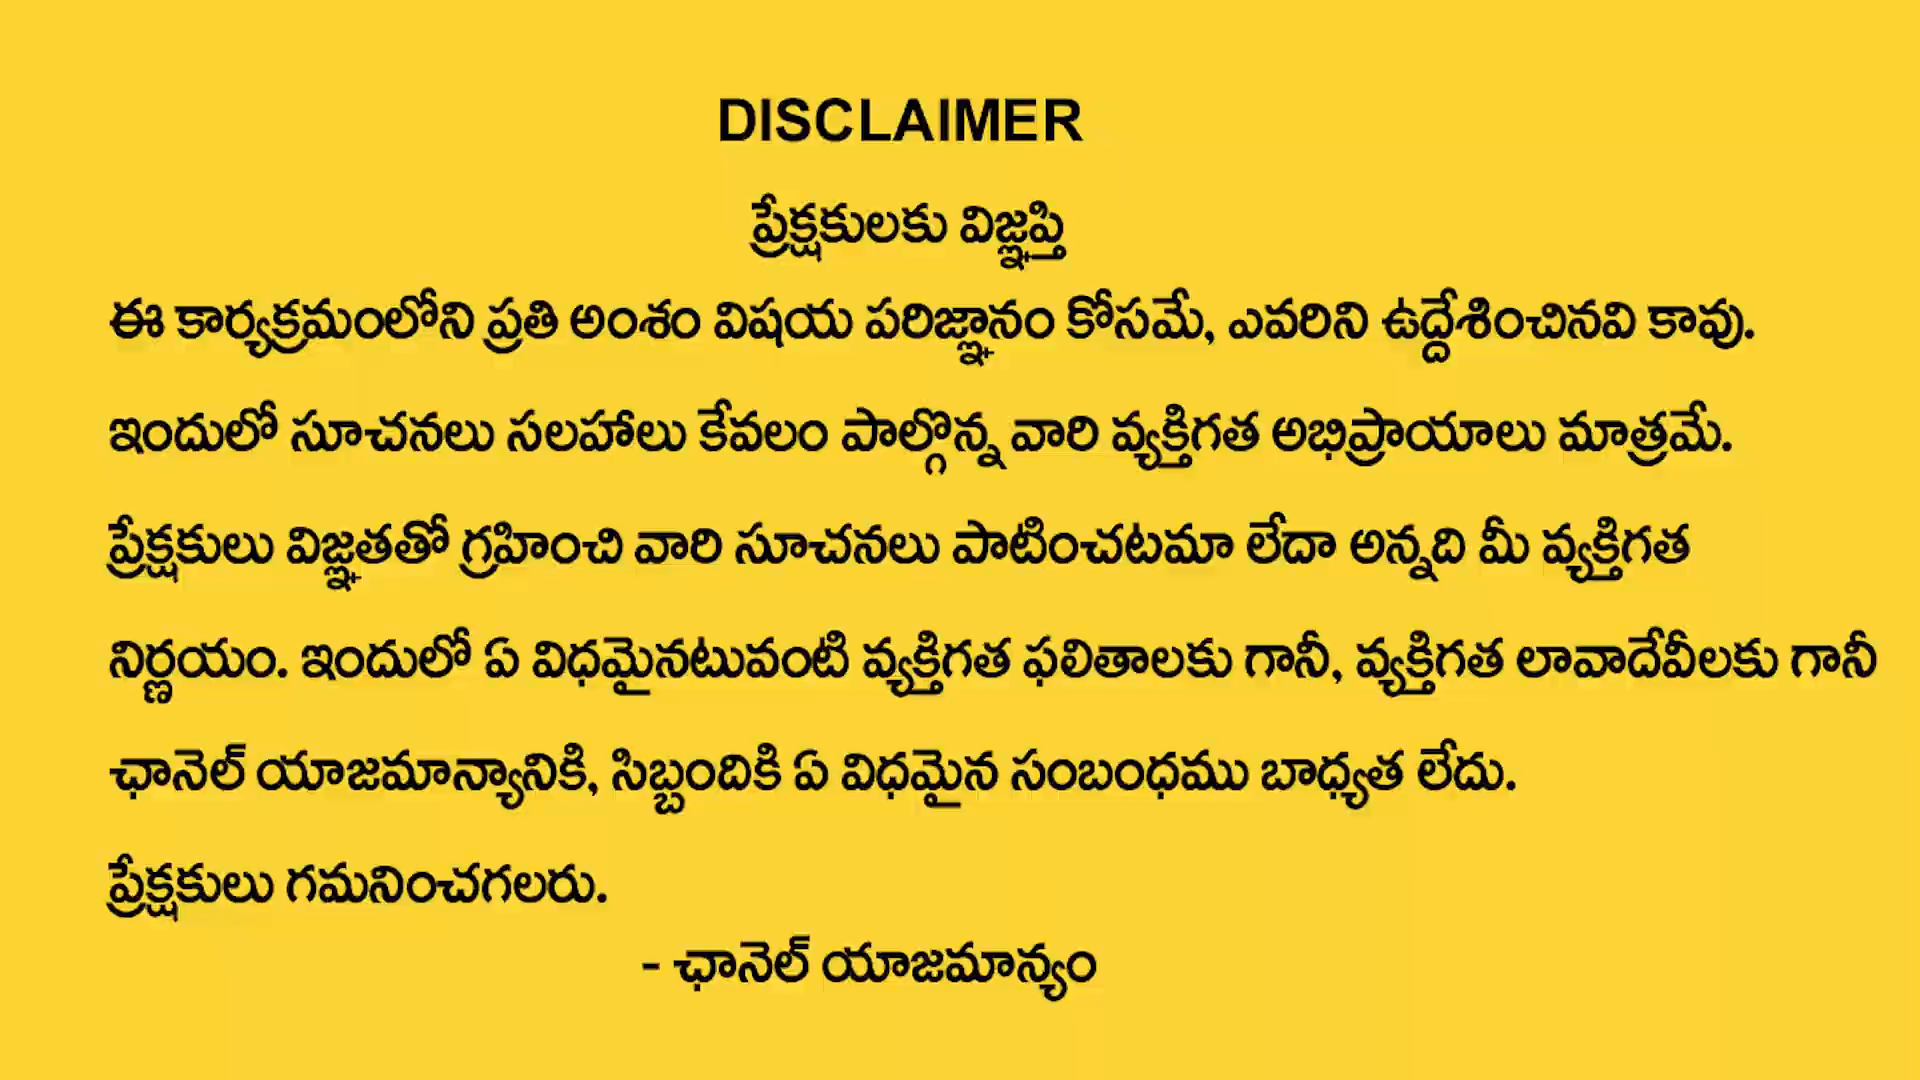 DISCLAIMER
ప్రేక్షకులకు విజ్ఞప్తి
ఈ కార్యక్రమంలోని ప్రతి అంశం విషయ పరిజ్ఞానం కోసమే, ఎవరిని ఉద్దేశించినవి కావు.
ఇందులో సూచనలు సలహాలు కేవలం పాల్గొన్న వారి వ్యక్తిగత అభిప్రాయాలు మాత్రమే.
ప్రేక్షకులు విజ్ఞతతో గ్రహించి వారి సూచనలు పాటించటమా లేదా అన్నది మీ వ్యక్తిగత
నిర్ణయం. ఇందులో ఏ విధమైనటువంటి వ్యక్తిగత ఫలితాలకు గానీ, వ్యక్తిగత లావాదేవీలకు గానీ
ఛానెల్ యాజమాన్యానికి, సిబ్బందికి ఏ విధమైన సంబంధము బాధ్యత లేదు.
ప్రేక్షకులు గమనించగలరు.
- ఛానెల్ యాజమాన్యం